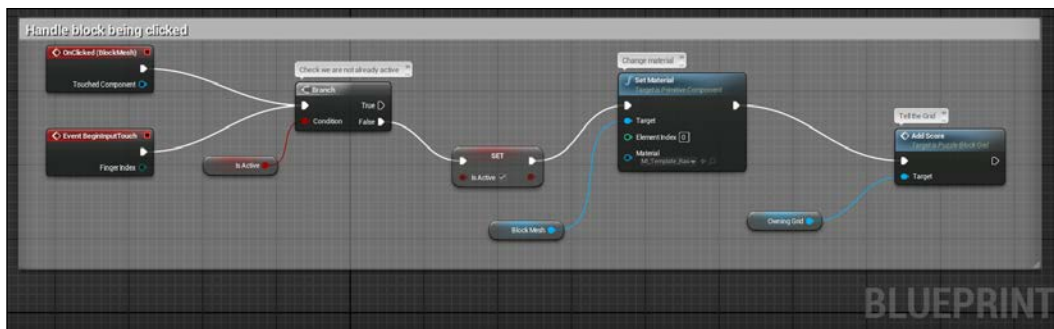 Handle block being clicked
OnClicked (BlockMesh)
Touched Component
Event BeginInputTouch
Finger Index
Is Active
Check we are not already active
Branch
True
Condition
False
SET
Is Active
Block Mesh
Change material
Set Material
Target is Primitive Component
Target
Element Index 0
Material
Owning Grid
Tell the Grid
Add Score
Target is Puzzle Block Grid
Target
BLUEPRINT